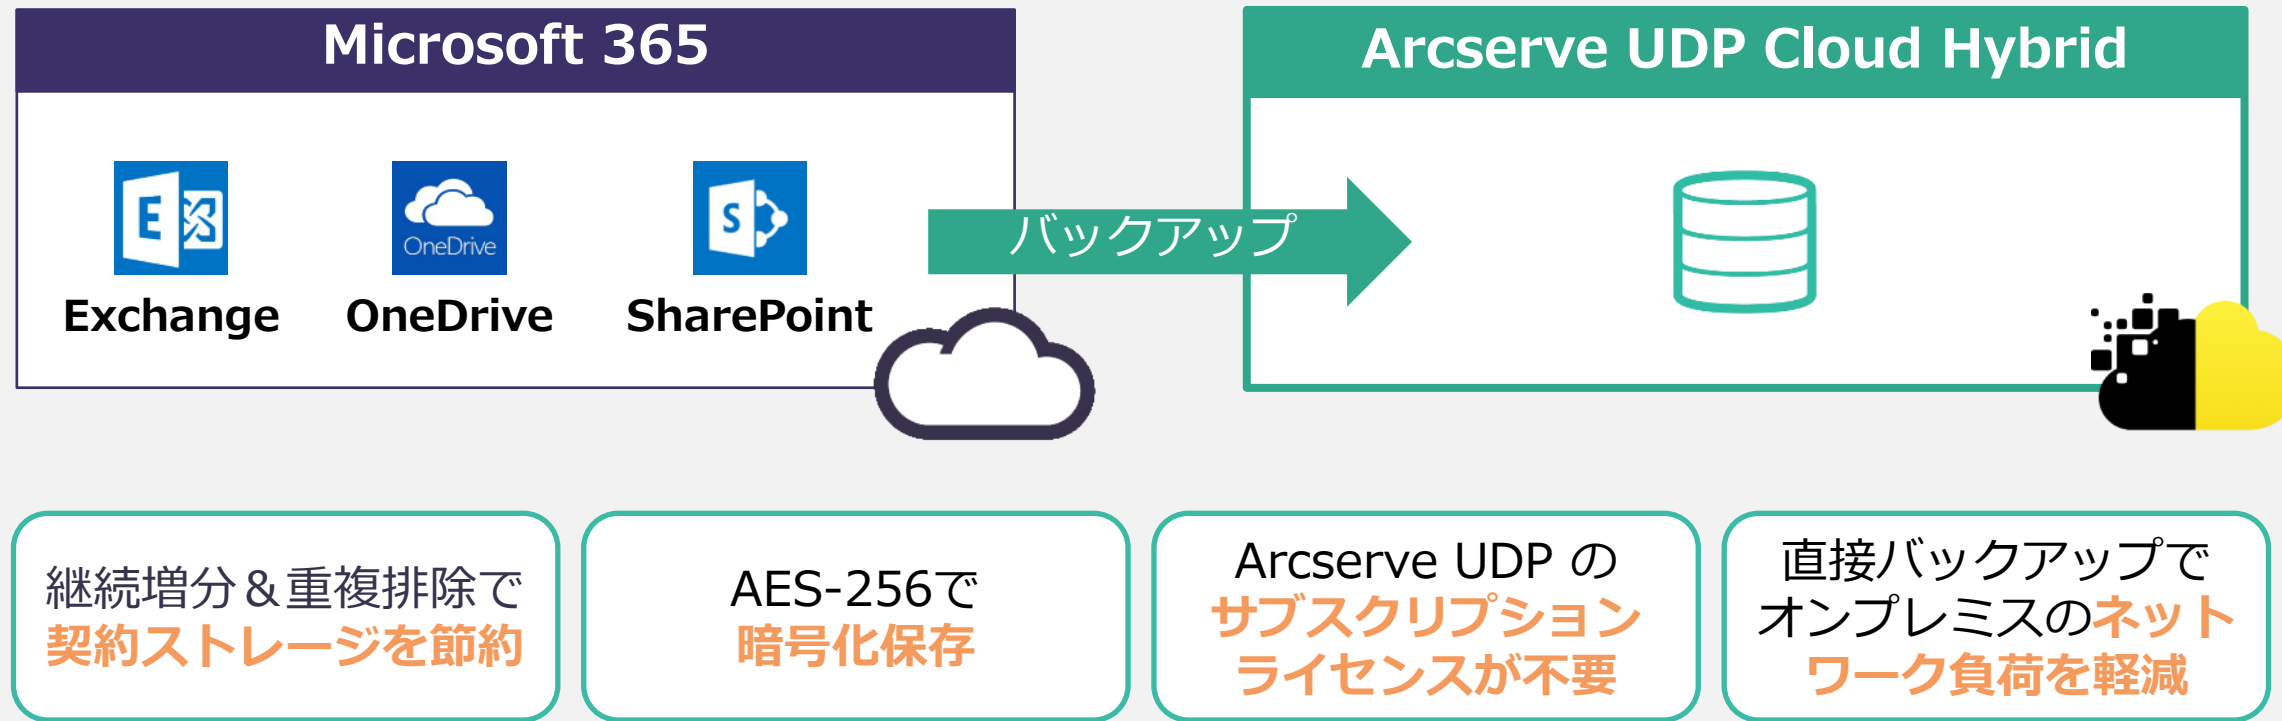 Microsoft 365
Arcserve UDP Cloud Hybrid
E
OneDrive
S
バックアップ
Exchange
OneDrive
SharePoint
継続増分＆重複排除で
契約ストレージを節約
AES-256で
暗号化保存
Arcserve UDP の
サブスクリプション
ライセンスが不要
直接バックアップで
オンプレミスのネット
ワーク負荷を軽減